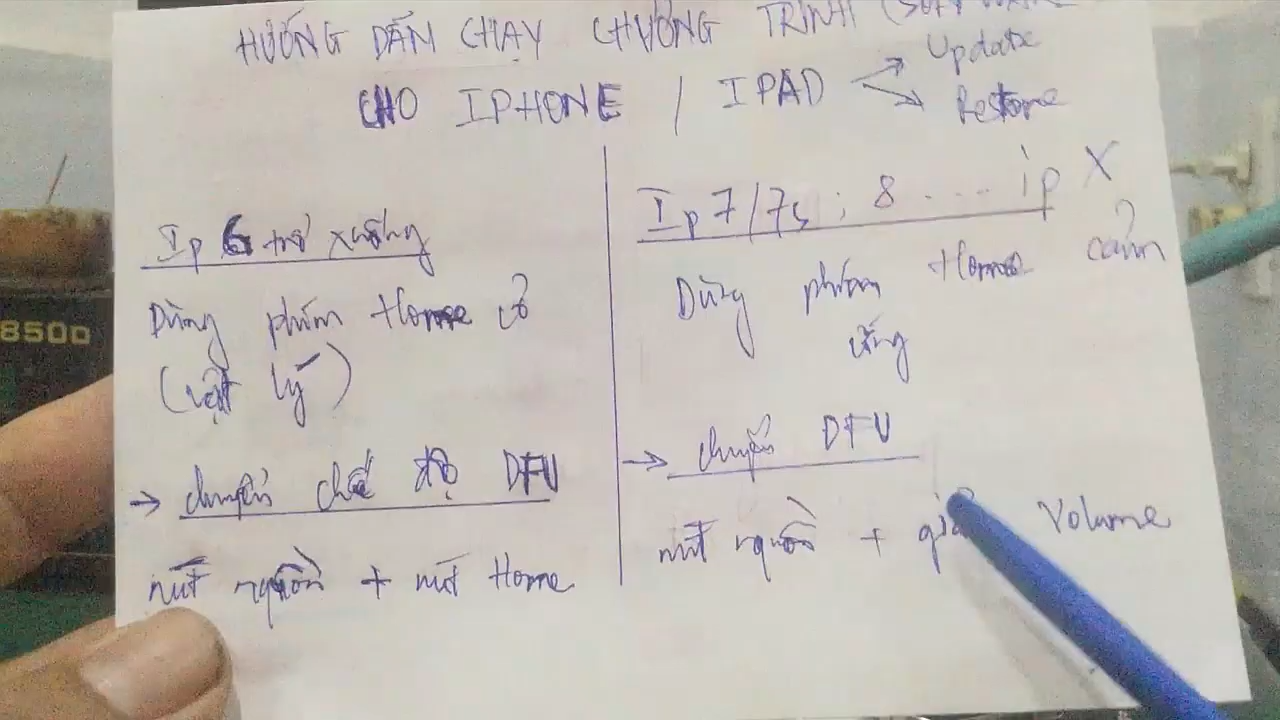 HƯỚNG DẪN CHẠY CHƯƠNG TRÌNH (SOFTWARE
CHO IPHONE / IPAD
Update
Restore
Ip 6 trở xuống
Dùng phím Home cơ
(vật lý)
→ chuyển chế độ DFU
nút nguồn + nút Home
Ip 7/7s ; 8 .... ip X
Dùng phím Home cảm
ứng
→ chuyển DFU
nút nguồn + Volume
8500